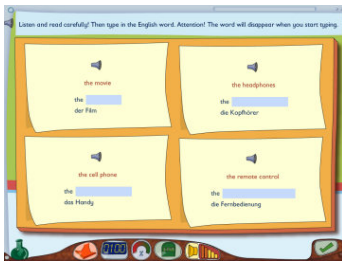 Listen and read carefully! Then type in the English word. Attention! The word will disappear when you start typing.
the movie
the
der Film
the headphones
the
die Kopfhörer
the cell phone
the
das Handy
the remote control
the
die Fernbedienung